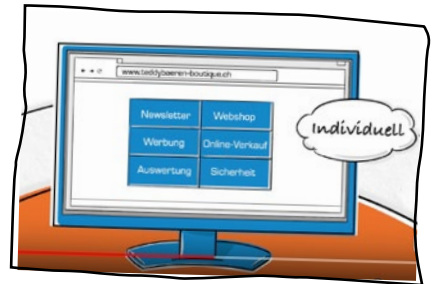 www.teddybaeren-boutique.ch
Newsletter Webshop
Werbung Online-Verkauf
Auswertung Sicherheit
Individuell